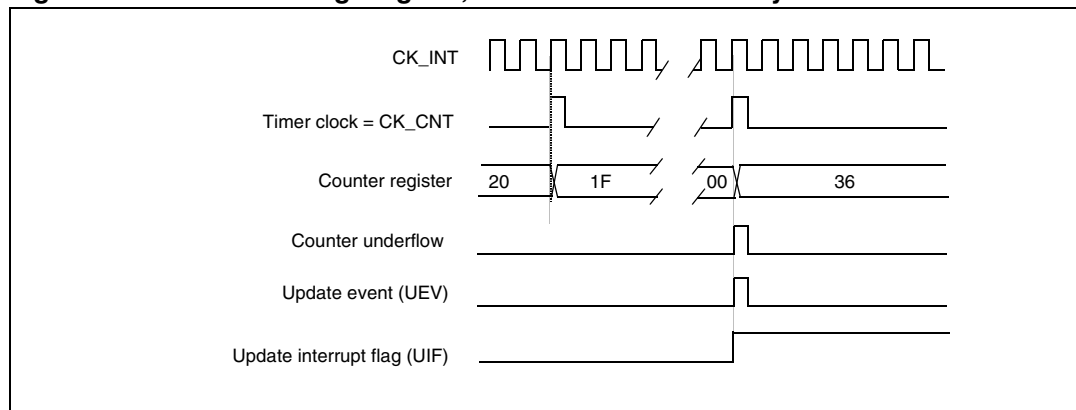 CK_INT
Timer clock = CK_CNT
Counter register 20 1F 00 36
Counter underflow
Update event (UEV)
Update interrupt flag (UIF)